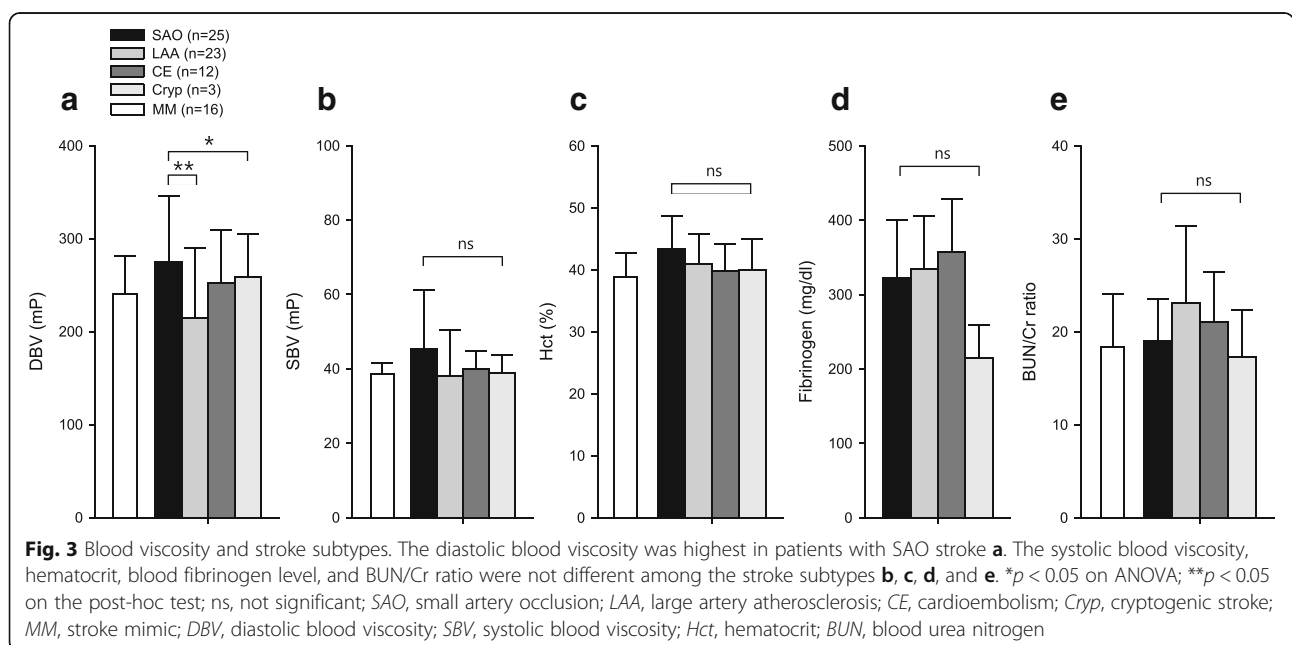 SAO (n=25)
LAA (n=23)
CE (n=12)
Cryp (n=3)
MM (n=16)
a
DBV (mP)
400
300
200
100
0
*
**
b
SBV (mP)
100
80
60
40
20
0
ns
c
Hct (%)
60
50
40
30
20
10
0
ns
d
Fibrinogen (mg/dl)
500
400
300
200
300
0
ns
e
BUN/Cr ratio
40
30
20
10
0
ns
Fig. 3 Blood viscosity and stroke subtypes. The diastolic blood viscosity was highest in patients with SAO stroke a. The systolic blood viscosity,
hematocrit, blood fibrinogen level, and BUN/Cr ratio were not different among the stroke subtypes b, c, d, and e. *p < 0.05 on ANOVA; **p < 0.05
on the post-hoc test; ns, not significant; SAO, small artery occlusion; LAA, large artery atherosclerosis; CE, cardioembolism; Cryp, cryptogenic stroke;
MM, stroke mimic; DBV, diastolic blood viscosity; SBV, systolic blood viscosity; Hct, hematocrit; BUN, blood urea nitrogen